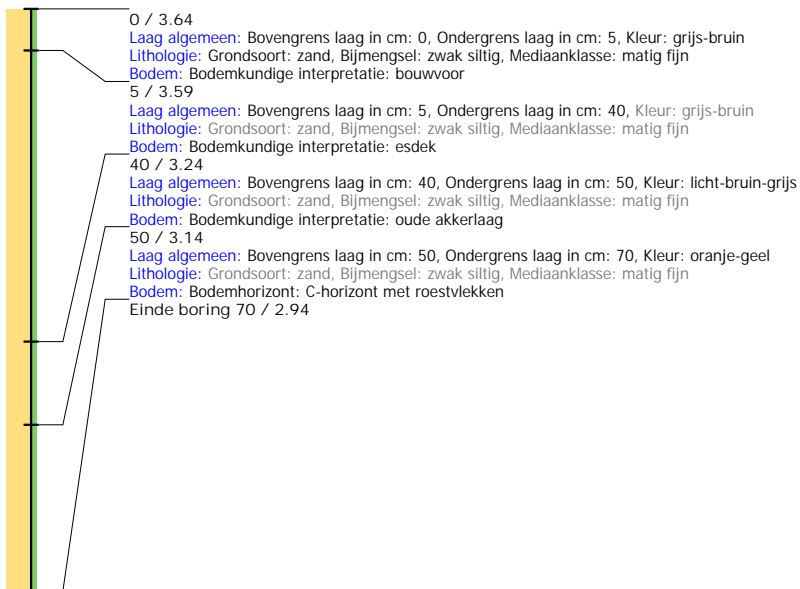 0 / 3.64
Laag algemeen: Bovengrens laag in cm: 0, Ondergrens laag in cm: 5, Kleur: grijs-bruin
Lithologie: Grondsoort: zand, Bijmengsel: zwak siltig, Mediaanklasse: matig fijn
Bodem: Bodemkundige interpretatie: bouwvoor
5 / 3.59
Laag algemeen: Bovengrens laag in cm: 5, Ondergrens laag in cm: 40, Kleur: grijs-bruin
Lithologie: Grondsoort: zand, Bijmengsel: zwak siltig, Mediaanklasse: matig fijn
Bodem: Bodemkundige interpretatie: esdek
40 / 3.24
Laag algemeen: Bovengrens laag in cm: 40, Ondergrens laag in cm: 50, Kleur: licht-bruin-grijs
Lithologie: Grondsoort: zand, Bijmengsel: zwak siltig, Mediaanklasse: matig fijn
Bodem: Bodemkundige interpretatie: oude akkerlaag
50 / 3.14
Laag algemeen: Bovengrens laag in cm: 50, Ondergrens laag in cm: 70, Kleur: oranje-geel
Lithologie: Grondsoort: zand, Bijmengsel: zwak siltig, Mediaanklasse: matig fijn
Bodem: Bodemhorizont: C-horizont met roestvlekken
Einde boring 70 / 2.94